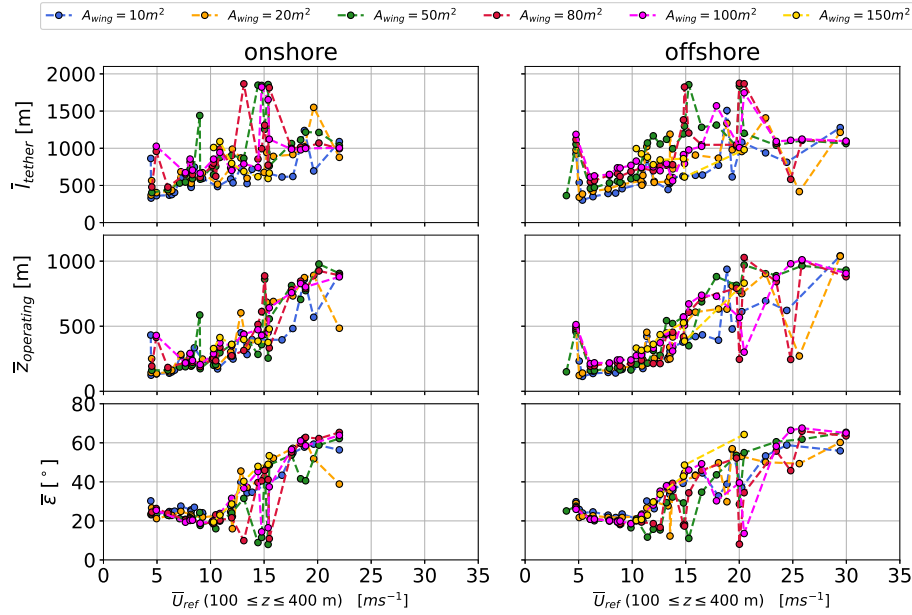 A_wing = 10m² A_wing = 20m² A_wing = 50m² A_wing = 80m² A_wing = 100m² A_wing = 150m²
onshore offshore
l̅_tether [m]
2000
1500
1000
500
0
z̅_operating [m]
1000
500
0
ε̅ [°]
80
60
40
20
0
0 5 10 15 20 25 30 35 0 5 10 15 20 25 30 35
U̅_ref (100 ≤ z ≤ 400 m) [ms⁻¹] U̅_ref (100 ≤ z ≤ 400 m) [ms⁻¹]